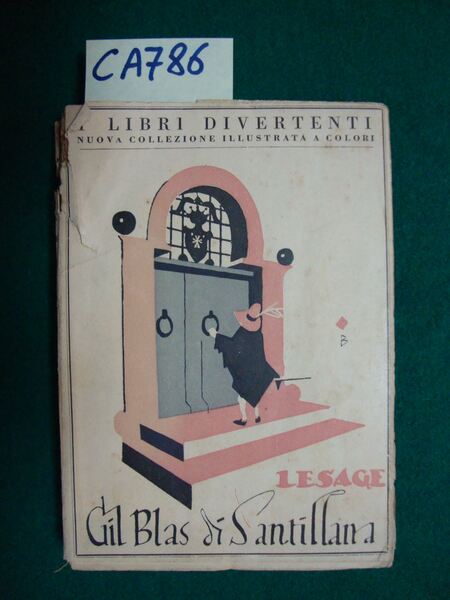 CA786
I LIBRI DIVERTENTI
NUOVA COLLEZIONE ILLUSTRATA A COLORI
B
LESAGE
Gil Blas di Santillana